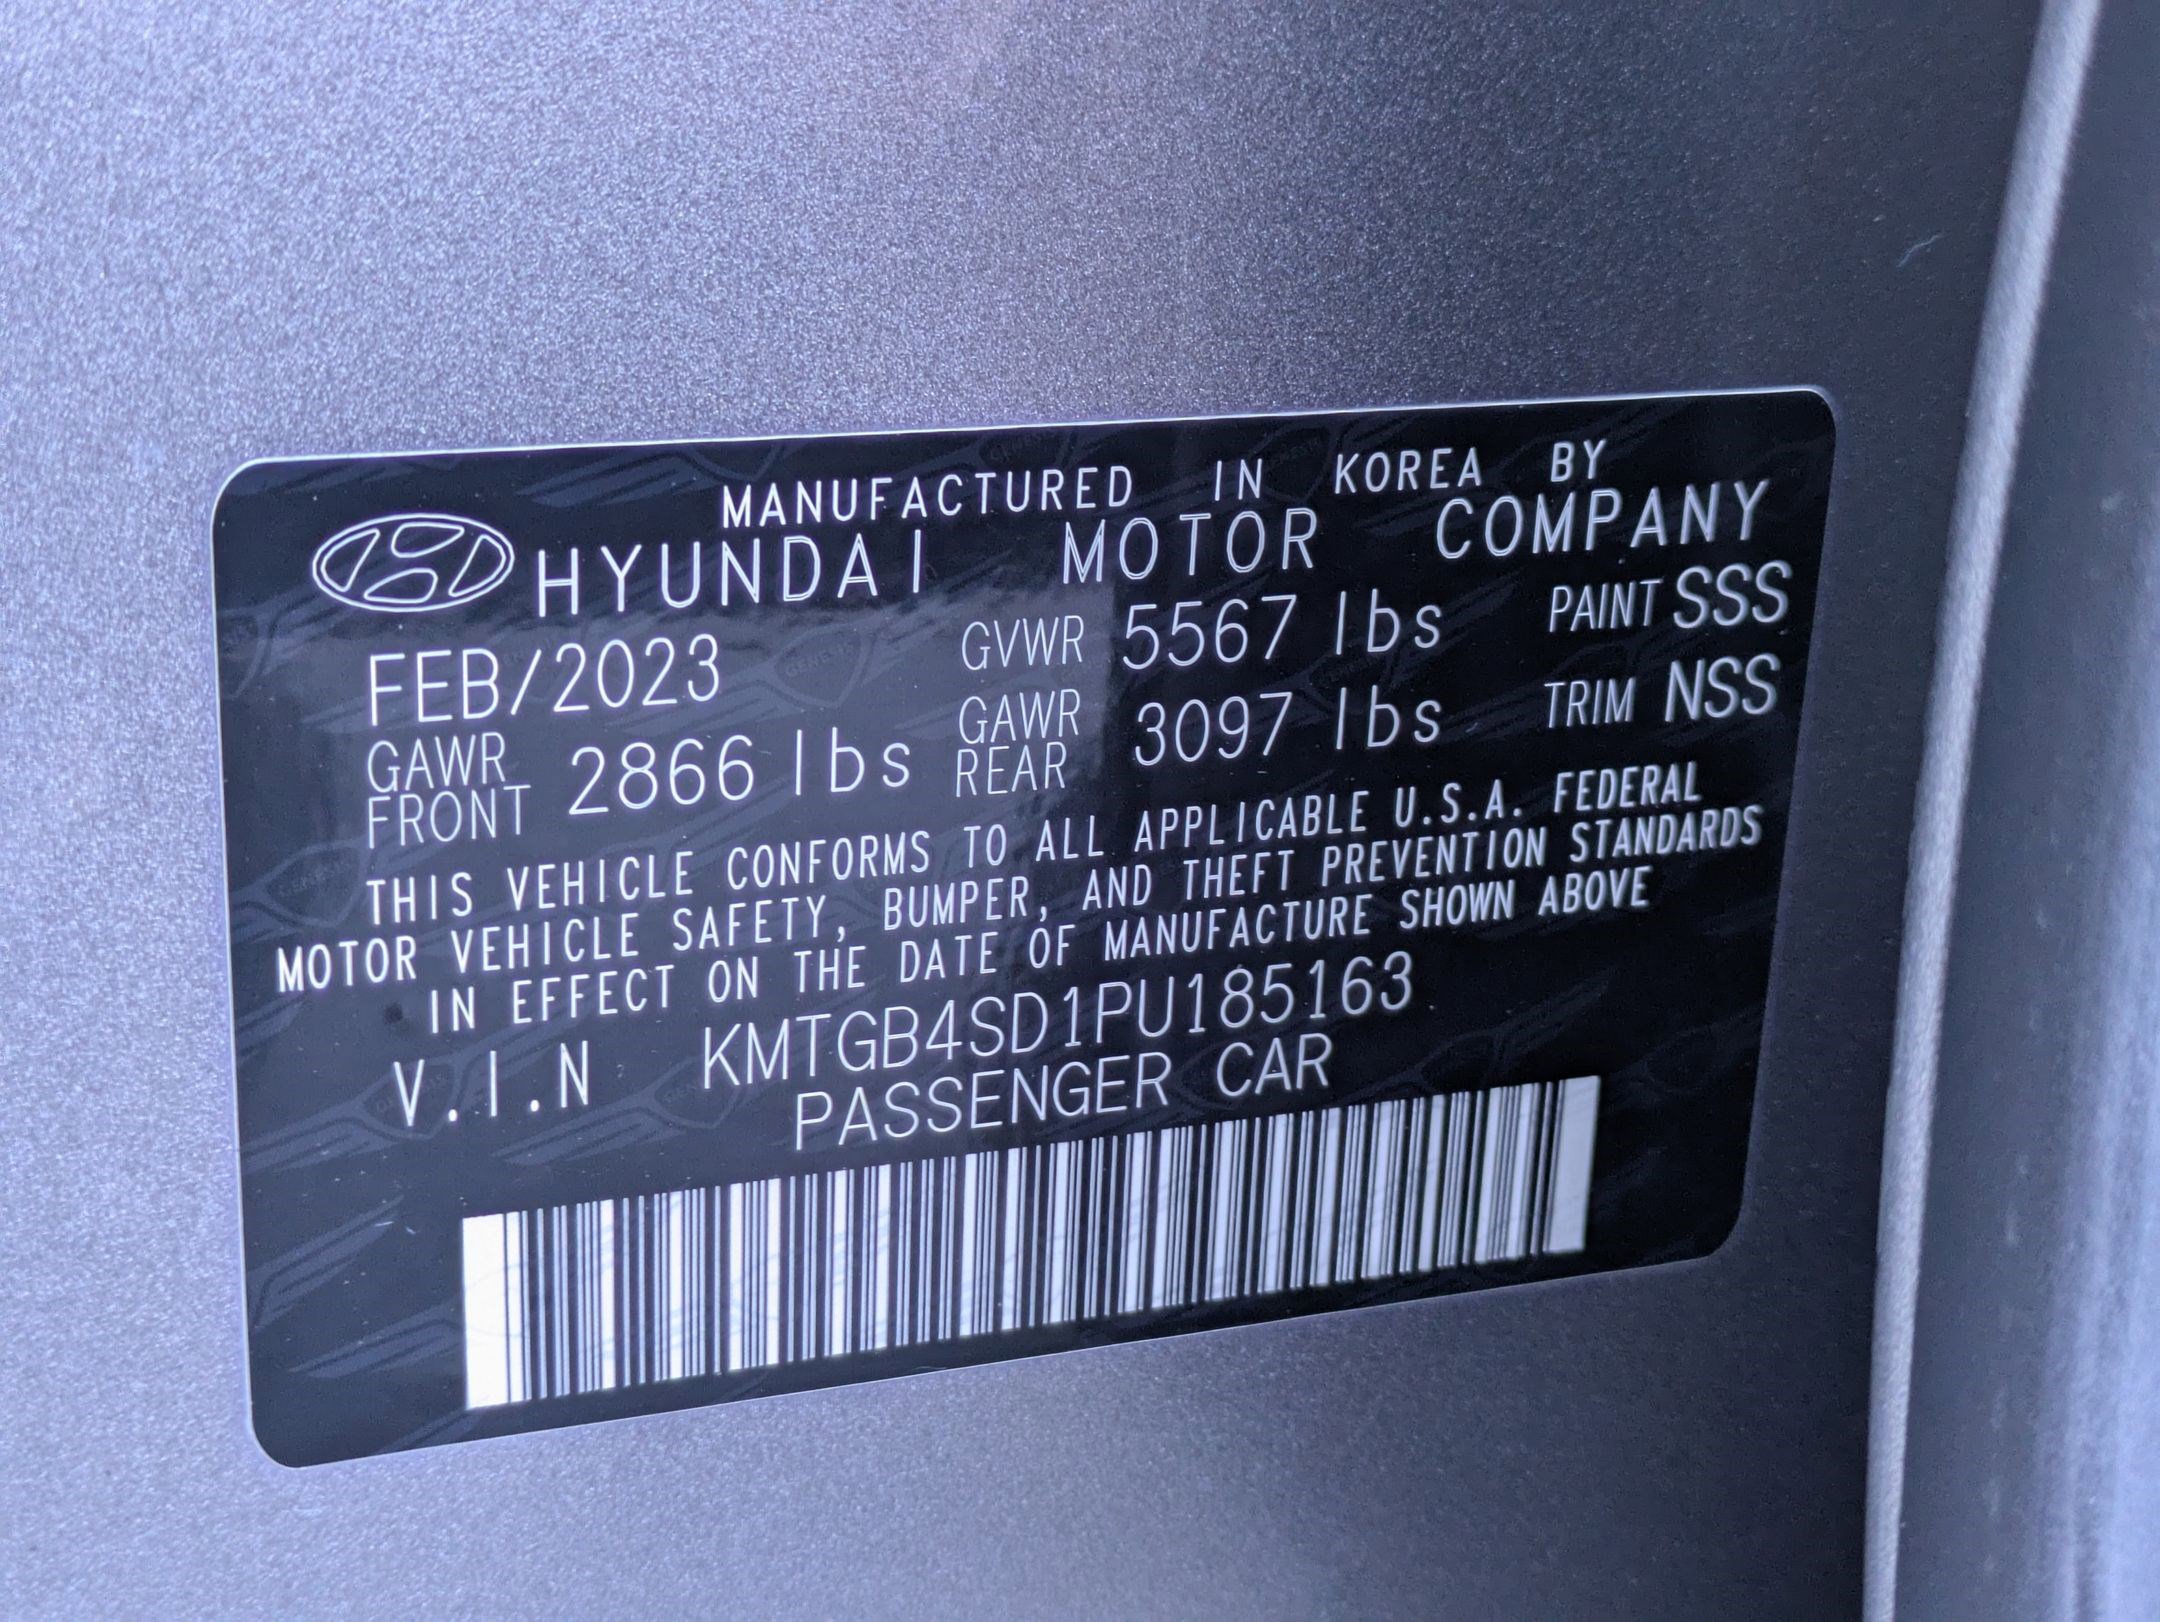 MANUFACTURED IN KOREA BY
HYUNDAI MOTOR COMPANY
FEB/2023 GVWR 5567 lbs PAINT SSS
GAWR FRONT 2866 lbs GAWR REAR 3097 lbs TRIM NSS
THIS VEHICLE CONFORMS TO ALL APPLICABLE U.S.A. FEDERAL
MOTOR VEHICLE SAFETY, BUMPER, AND THEFT PREVENTION STANDARDS
IN EFFECT ON THE DATE OF MANUFACTURE SHOWN ABOVE
V.I.N KMTGB4SD1PU185163
PASSENGER CAR